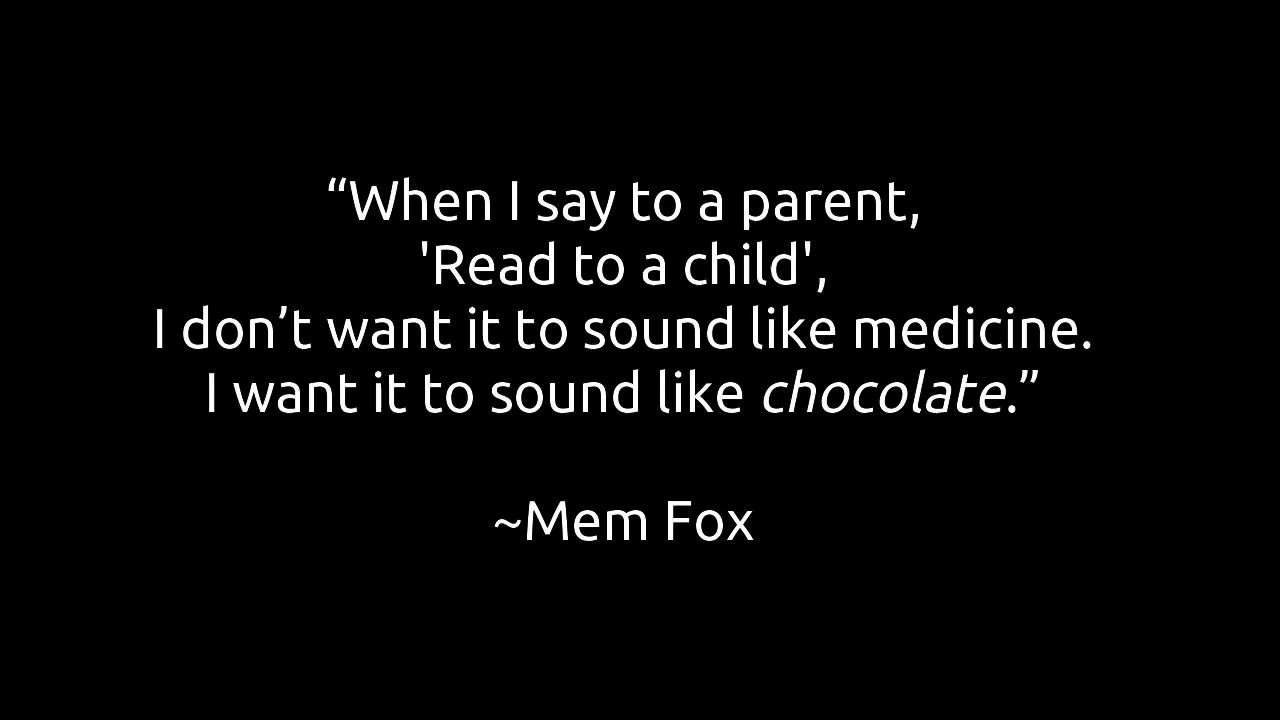 “When I say to a parent,
'Read to a child',
I don’t want it to sound like medicine.
I want it to sound like chocolate.”
~Mem Fox